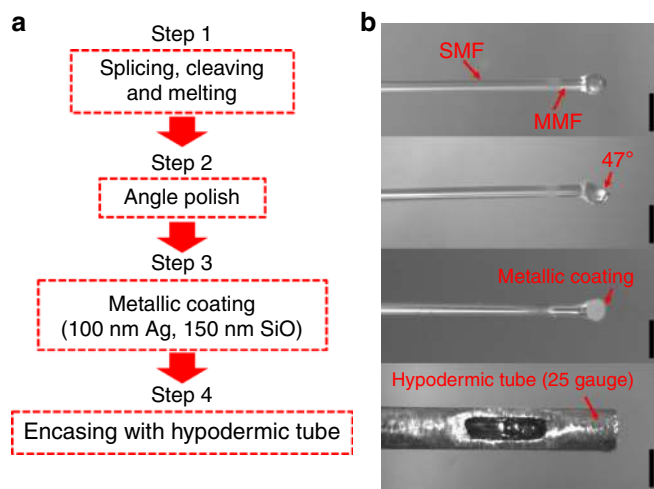 a
Step 1
Splicing, cleaving
and melting
Step 2
Angle polish
Step 3
Metallic coating
(100 nm Ag, 150 nm SiO)
Step 4
Encasing with hypodermic tube
b
SMF
MMF
47°
Metallic coating
Hypodermic tube (25 gauge)